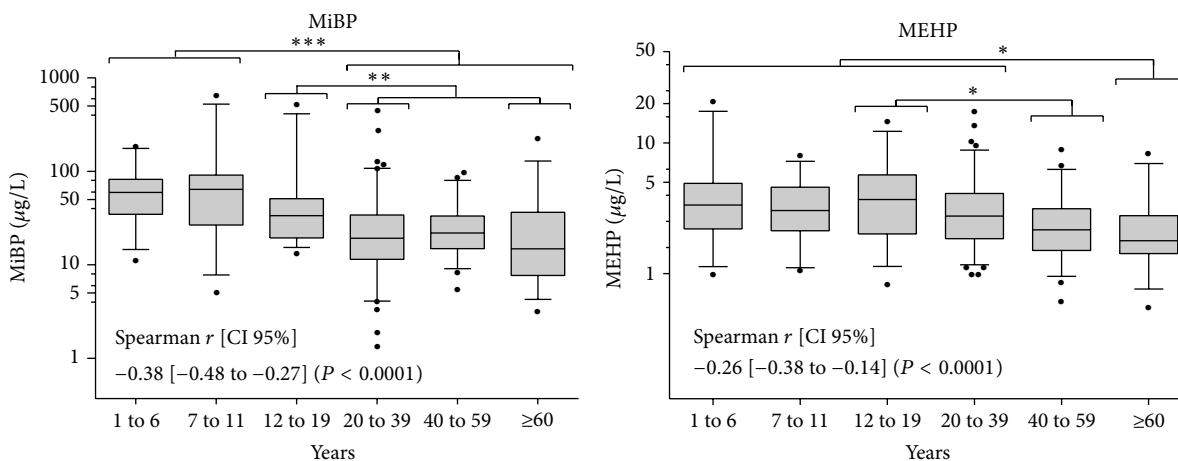 MiBP
***
**
1000
500
100
50
10
5
1
MiBP (μg/L)
Spearman r [CI 95%]
−0.38 [−0.48 to −0.27] (P < 0.0001)
1 to 6 7 to 11 12 to 19 20 to 39 40 to 59 ≥60
Years
MEHP
*
*
50
20
10
5
1
MEHP (μg/L)
Spearman r [CI 95%]
−0.26 [−0.38 to −0.14] (P < 0.0001)
1 to 6 7 to 11 12 to 19 20 to 39 40 to 59 ≥60
Years